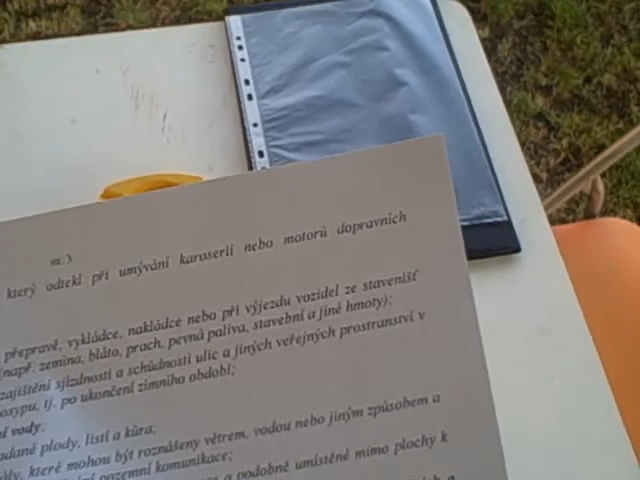 str. 3
který odtekl při umývání karoserií nebo motorů dopravních
přepravě, vykládce, nakládce nebo při výjezdu vozidel ze stavenišť
(např. zemina, bláto, prach, pevná paliva, stavební a jiné hmoty);
zajištění sjízdnosti a schůdnosti ulic a jiných veřejných prostranství v
posypu, tj. po ukončení zimního období;
vody:
plody, listí a kůra;
které mohou být roznášeny větrem, vodou nebo jiným způsobem a
pozemní komunikace;
a podobně umístěné mimo plochy k